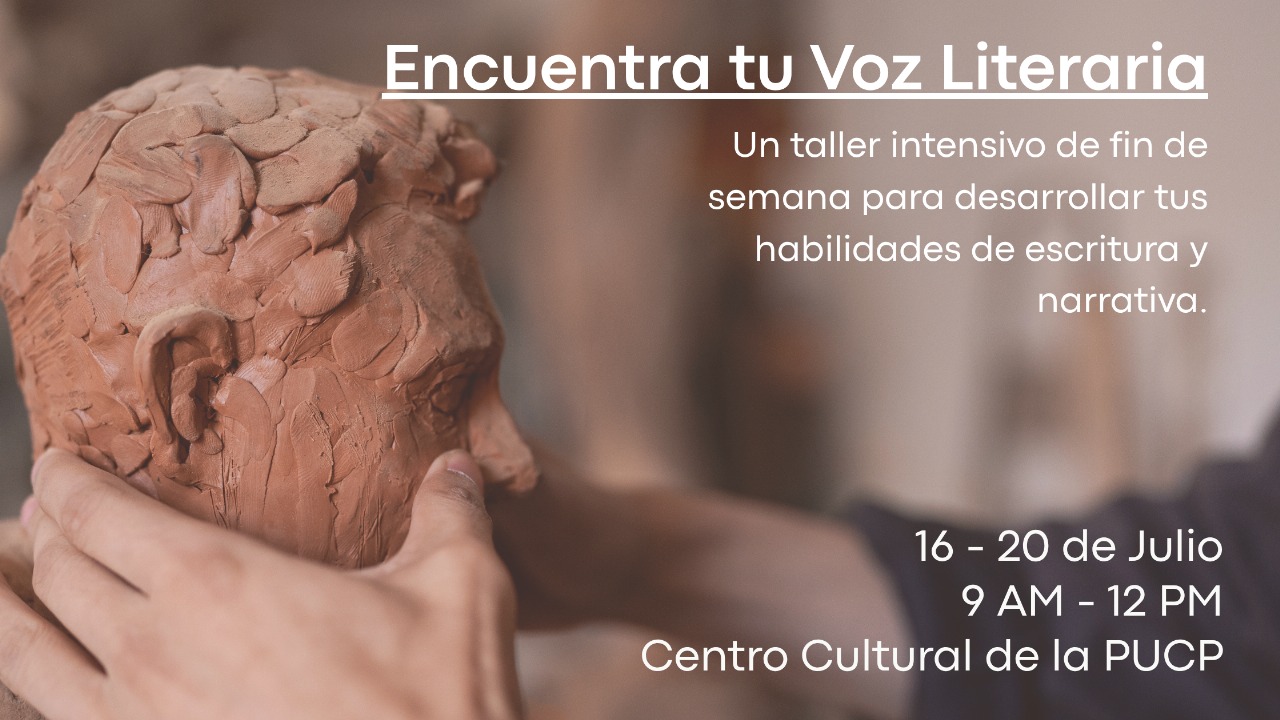 Encuentra tu Voz Literaria
Un taller intensivo de fin de
semana para desarrollar tus
habilidades de escritura y
narrativa.
16 - 20 de Julio
9 AM - 12 PM
Centro Cultural de la PUCP